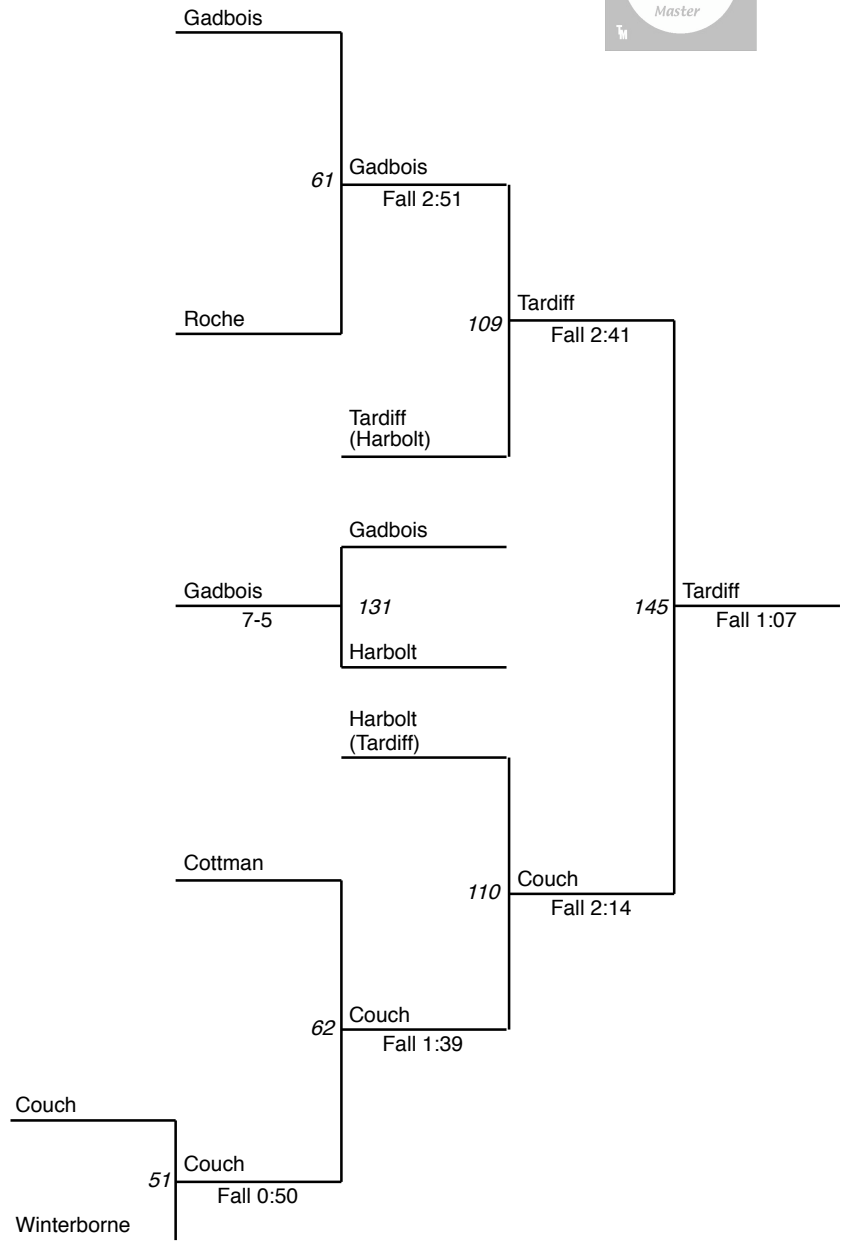 Master
TM
Gadbois
61
Gadbois
Fall 2:51
Roche
109
Tardiff
Fall 2:41
Tardiff
(Harbolt)
Gadbois
Gadbois
7-5
131
145
Tardiff
Fall 1:07
Harbolt
Harbolt
(Tardiff)
Cottman
110
Couch
Fall 2:14
62
Couch
Fall 1:39
Couch
51
Couch
Fall 0:50
Winterborne